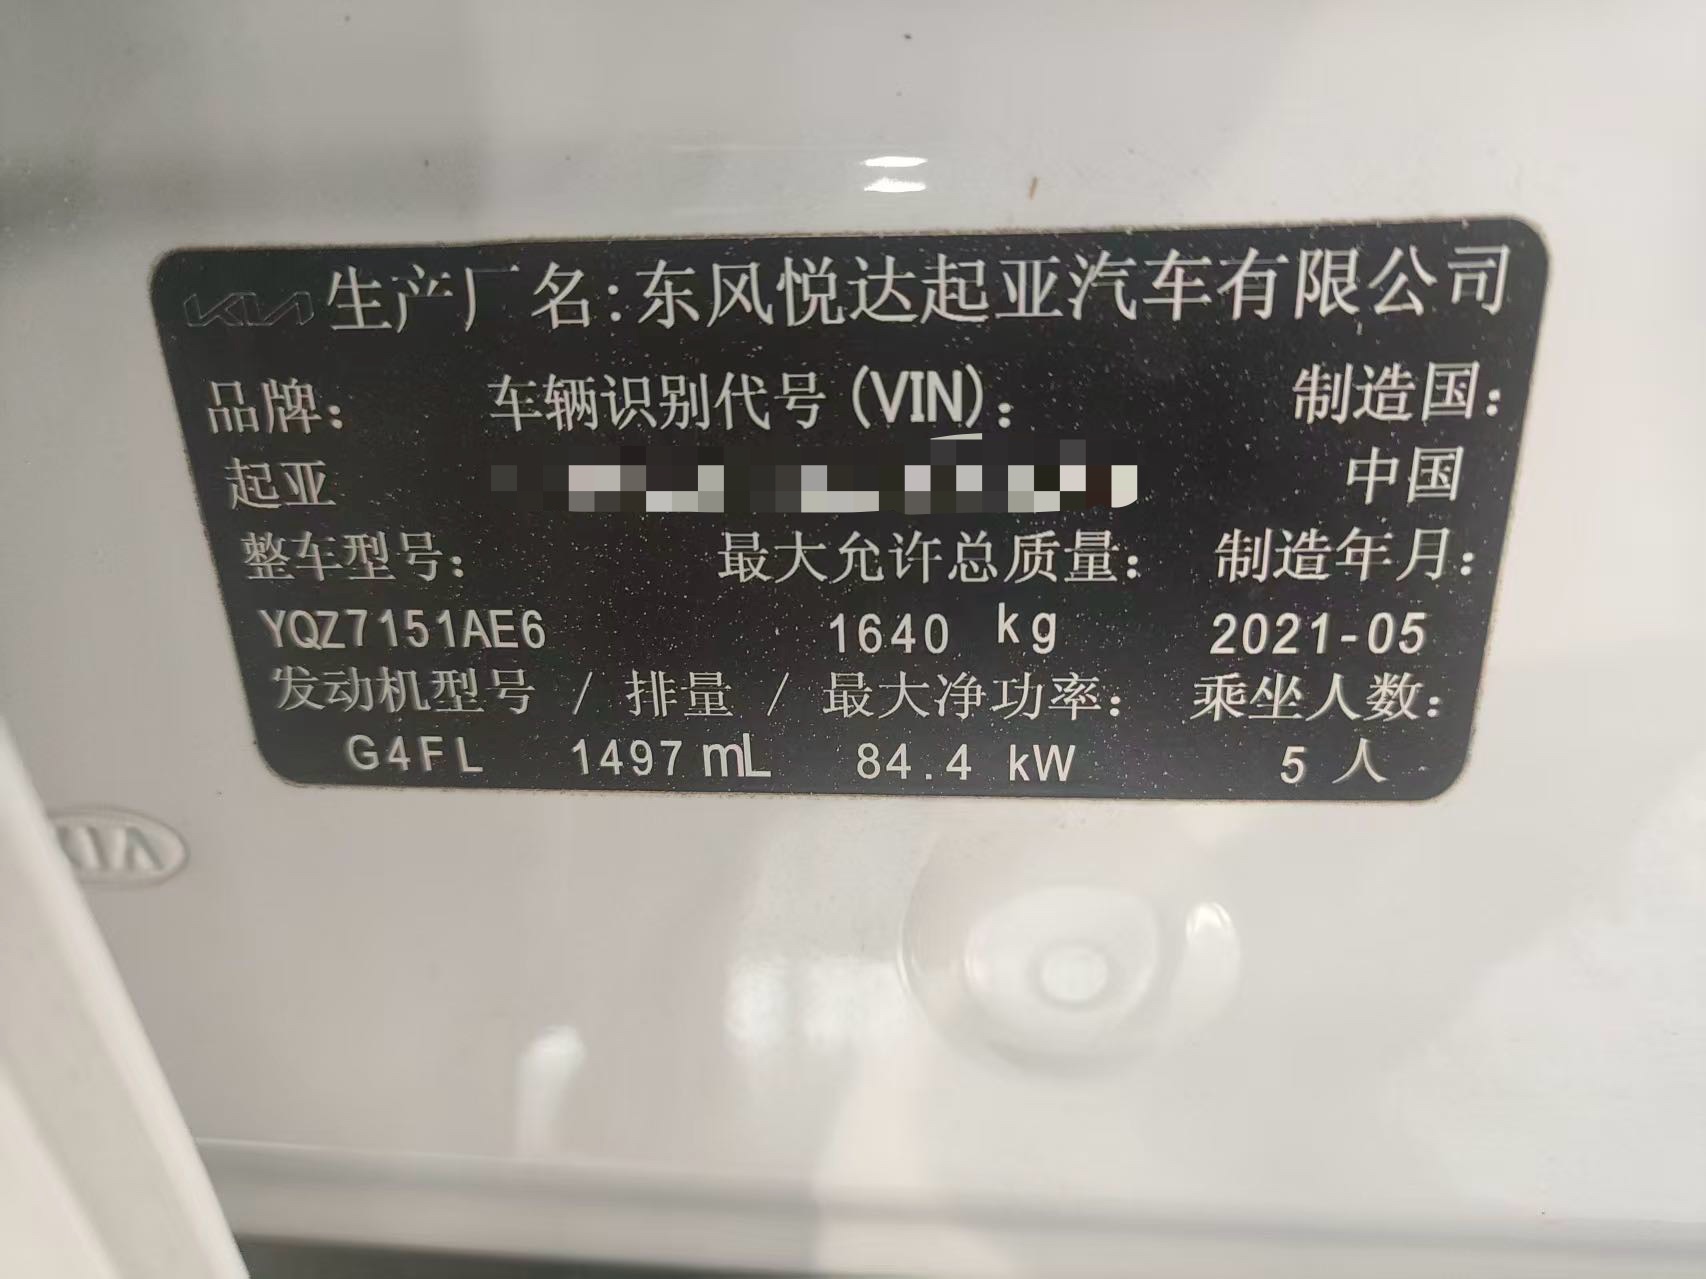 KIA 生产厂名:东风悦达起亚汽车有限公司
品牌: 车辆识别代号(VIN): 制造国:
起亚 中国
整车型号: 最大允许总质量: 制造年月:
YQZ7151AE6 1640 kg 2021-05
发动机型号 / 排量 / 最大净功率: 乘坐人数:
G4FL 1497 mL 84.4 kW 5 人
KIA